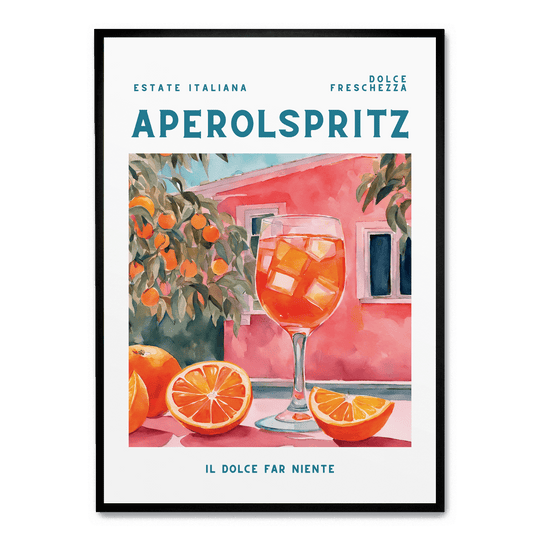 ESTATE ITALIANA
DOLCE
FRESCHEZZA
APEROLSPRITZ
IL DOLCE FAR NIENTE